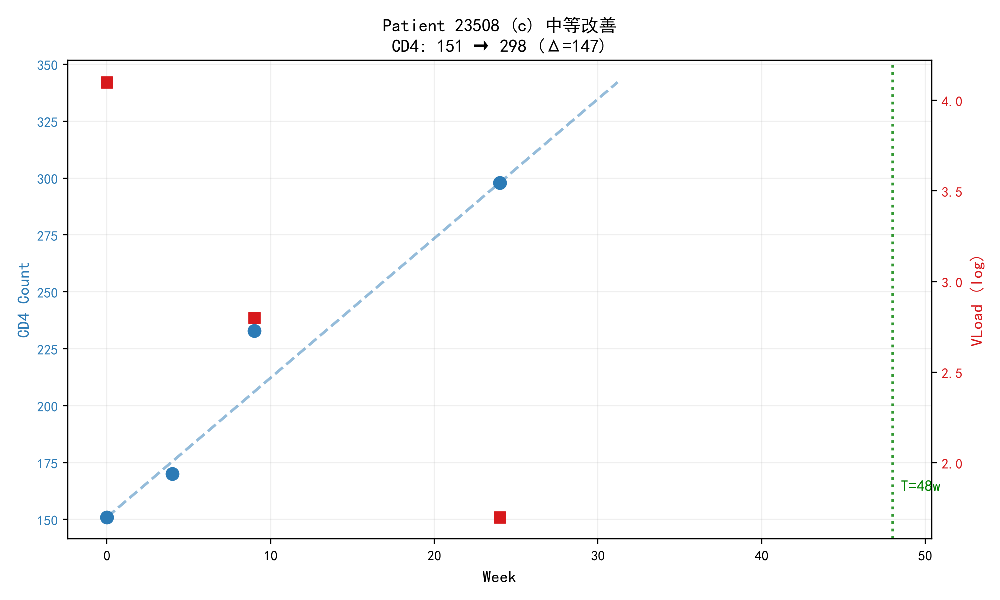 Patient 23508 (c) 中等改善
CD4: 151 → 298 (Δ=147)
350
325
300
275
250
225
200
175
150
CD4 Count
4.0
3.5
3.0
2.5
2.0
VLoad (log)
T=48w
0 10 20 30 40 50
Week